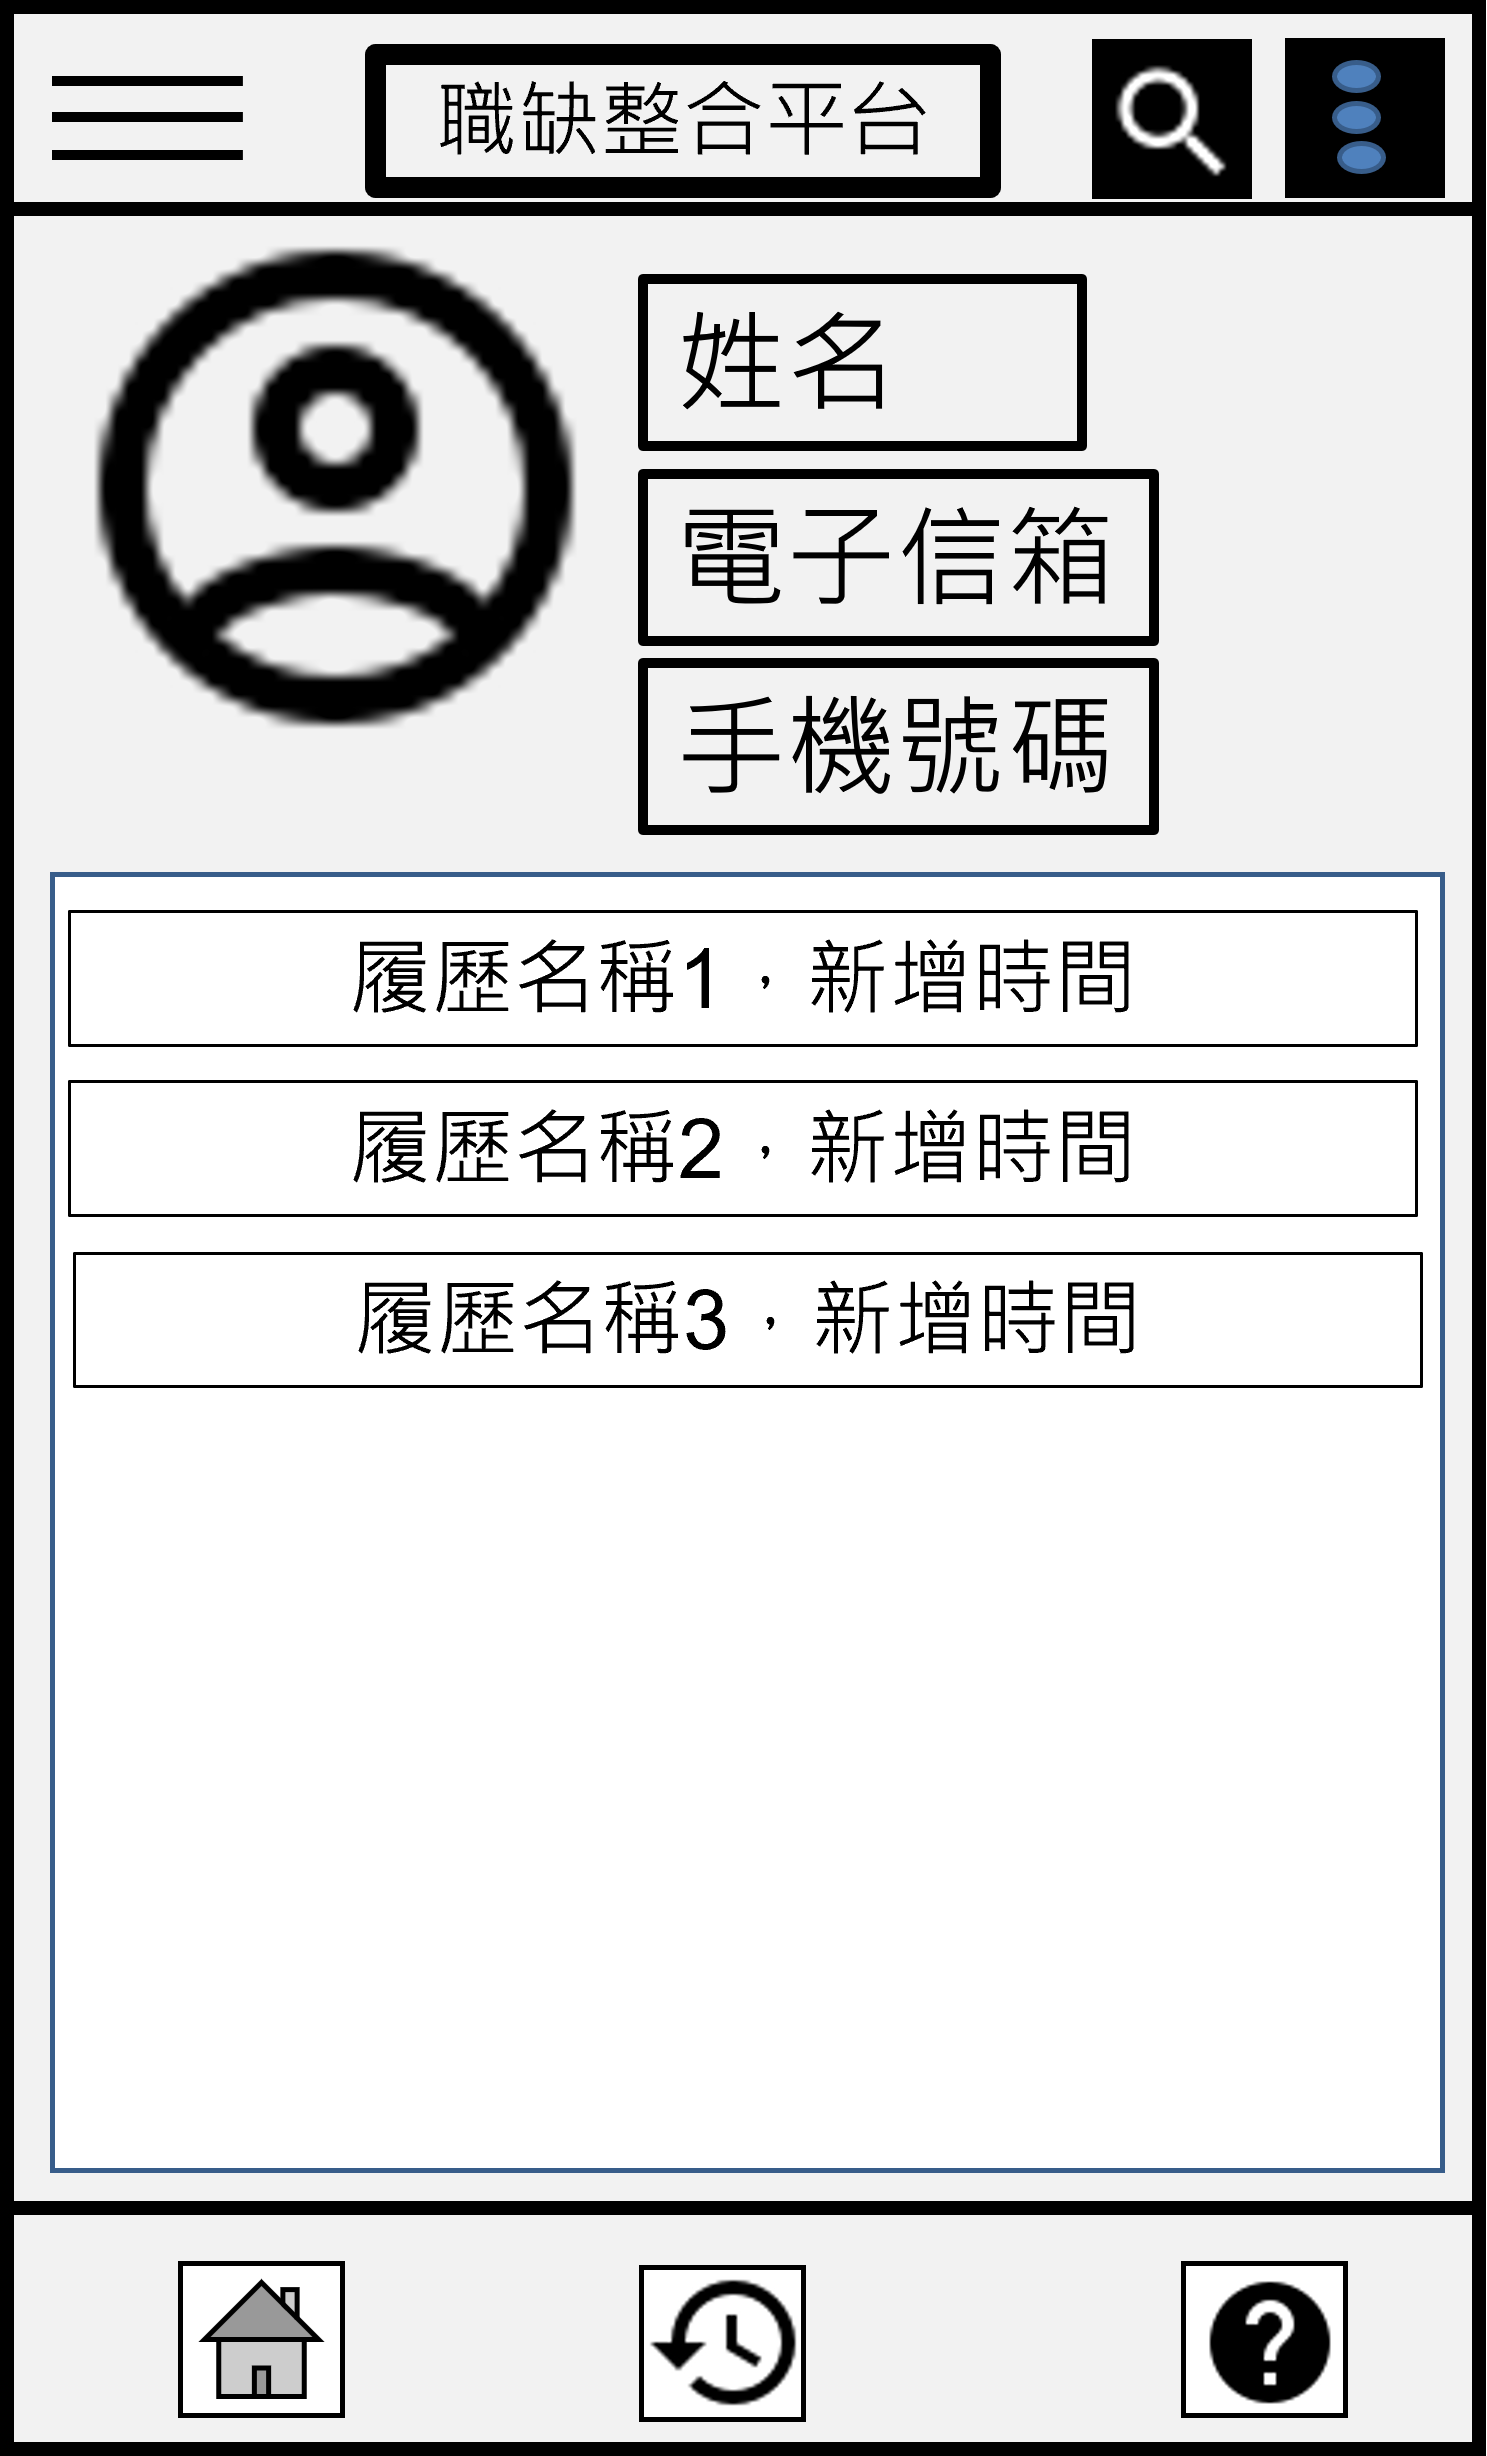 職缺整合平台
姓名
電子信箱
手機號碼
履歷名稱1，新增時間
履歷名稱2，新增時間
履歷名稱3，新增時間